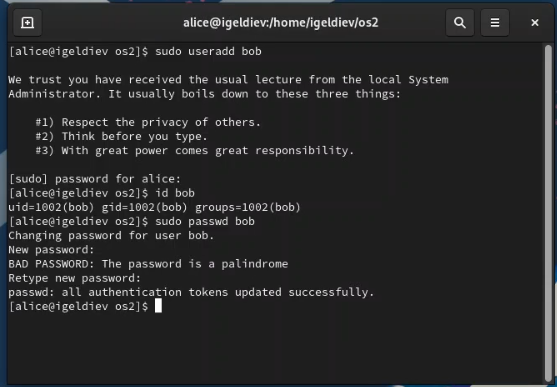 alice@igeldiev:/home/igeldiev/os2
[alice@igeldiev os2]$ sudo useradd bob
We trust you have received the usual lecture from the local System
Administrator. It usually boils down to these three things:
#1) Respect the privacy of others.
#2) Think before you type.
#3) With great power comes great responsibility.
[sudo] password for alice:
[alice@igeldiev os2]$ id bob
uid=1002(bob) gid=1002(bob) groups=1002(bob)
[alice@igeldiev os2]$ sudo passwd bob
Changing password for user bob.
New password:
BAD PASSWORD: The password is a palindrome
Retype new password:
passwd: all authentication tokens updated successfully.
[alice@igeldiev os2]$